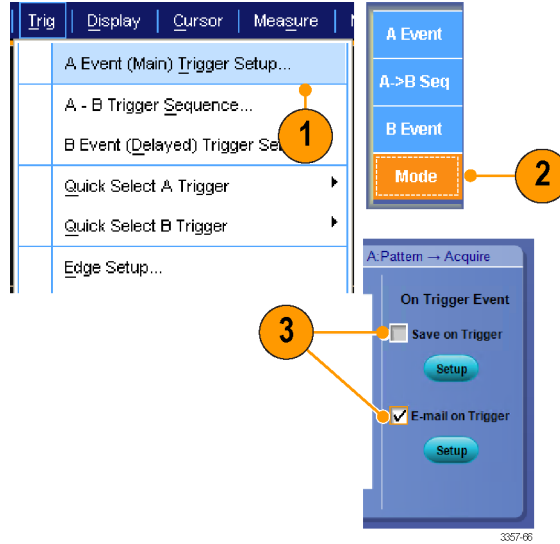 Trig Display Cursor Measure
A Event (Main) Trigger Setup...
A - B Trigger Sequence...
1
B Event (Delayed) Trigger
Quick Select A Trigger
Quick Select B Trigger
Edge Setup...
A Event
A->B Seq
B Event
Mode
2
A:Pattern → Acquire
On Trigger Event
3
Save on Trigger
Setup
E-mail on Trigger
Setup
3357-66